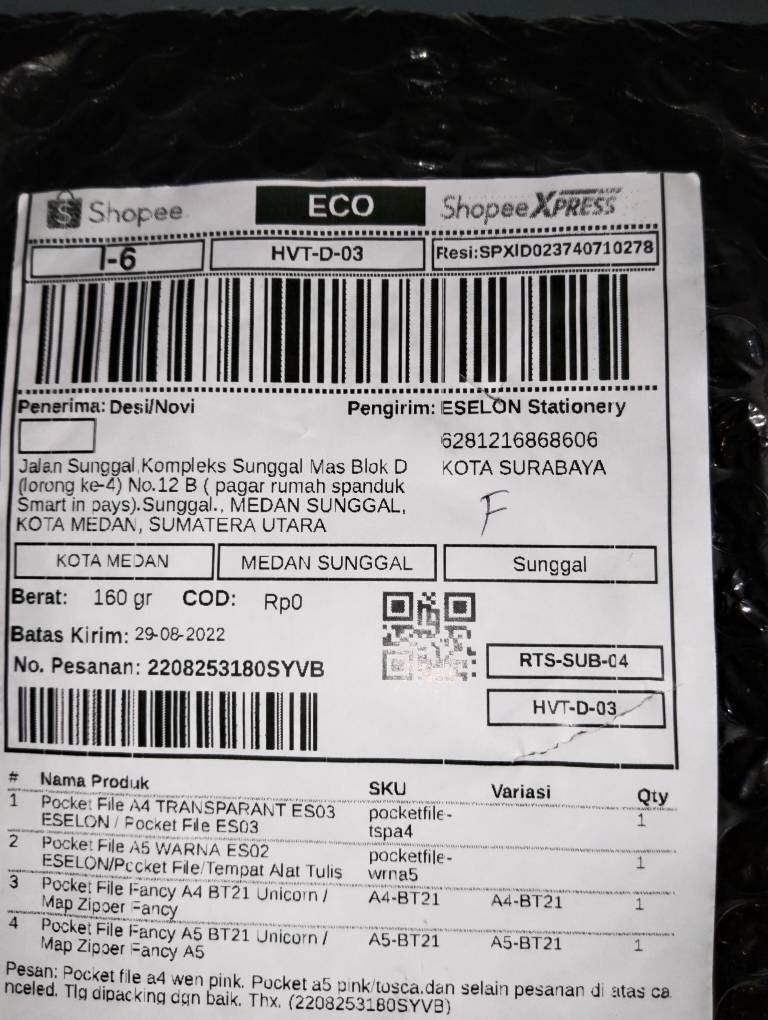 Shopee
ECO
Shopee XPRESS
I-6
HVT-D-03
Resi:SPXID023740710278
Penerima: Desi/Novi
Pengirim: ESELON Stationery
6281216868606
Jalan Sunggal,Kompleks Sunggal Mas Blok D
KOTA SURABAYA
(lorong ke-4) No.12 B ( pagar rumah spanduk
Smart in pays).Sunggal., MEDAN SUNGGAL,
KOTA MEDAN, SUMATERA UTARA
F
KOTA MEDAN
MEDAN SUNGGAL
Sunggal
Berat: 160 gr COD: Rp0
Batas Kirim: 29-08-2022
No. Pesanan: 2208253180SYVB
RTS-SUB-04
HVT-D-03
# Nama Produk SKU Variasi Qty
1 Pocket File A4 TRANSPARANT ES03 pocketfile- 1
ESELON / Pocket File ES03 tspa4
2 Pocket File A5 WARNA ES02 pocketfile- 1
ESELON/Pocket File/Tempat Alat Tulis wrna5
3 Pocket File Fancy A4 BT21 Unicorn / A4-BT21 A4-BT21 1
Map Zipper Fancy
4 Pocket File Fancy A5 BT21 Unicorn / A5-BT21 A5-BT21 1
Map Zipper Fancy A5
Pesan: Pocket file a4 wen pink. Pocket a5 pink/tosca.dan selain pesanan di atas ca
nceled. Tlg dipacking dgn baik. Thx. (2208253180SYVB)